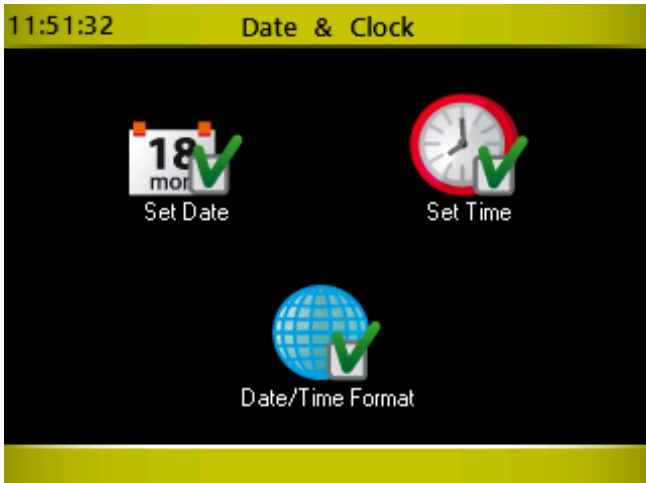 11:51:32 Date & Clock
18
mon
Set Date
Set Time
Date/Time Format